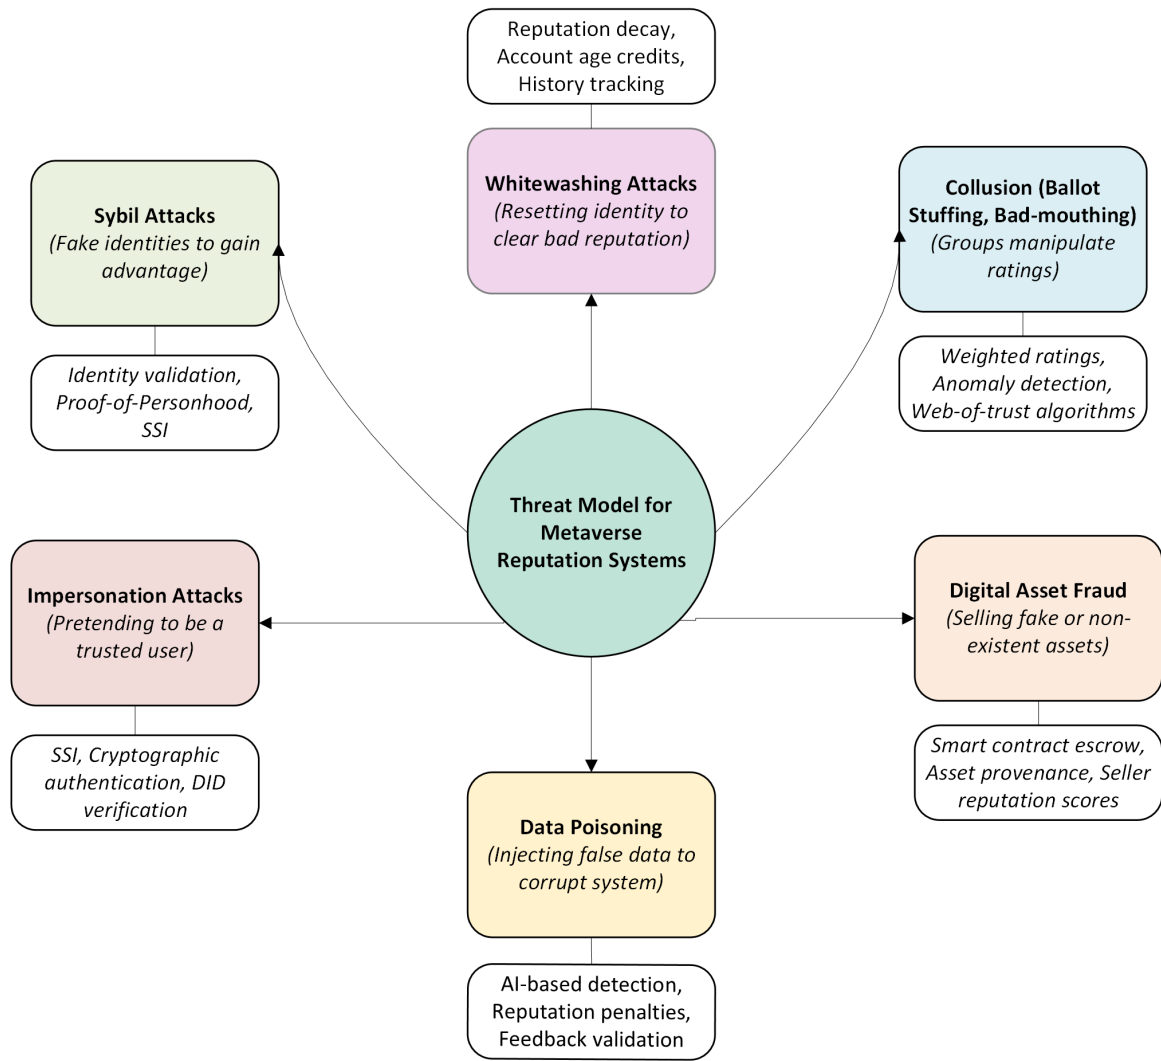 Reputation decay,
Account age credits,
History tracking
Whitewashing Attacks
(Resetting identity to
clear bad reputation)
Sybil Attacks
(Fake identities to gain
advantage)
Identity validation,
Proof-of-Personhood,
SSI
Collusion (Ballot
Stuffing, Bad-mouthing)
(Groups manipulate
ratings)
Weighted ratings,
Anomaly detection,
Web-of-trust algorithms
Threat Model for
Metaverse
Reputation Systems
Impersonation Attacks
(Pretending to be a
trusted user)
SSI, Cryptographic
authentication, DID
verification
Digital Asset Fraud
(Selling fake or non-
existent assets)
Smart contract escrow,
Asset provenance, Seller
reputation scores
Data Poisoning
(Injecting false data to
corrupt system)
AI-based detection,
Reputation penalties,
Feedback validation